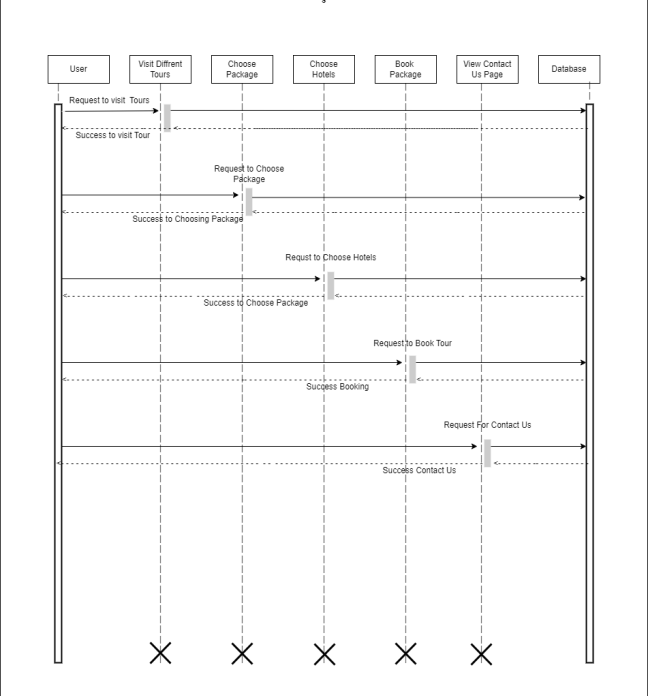 User
Visit Diffrent
Tours
Choose
Package
Choose
Hotels
Book
Package
View Contact
Us Page
Database
Request to visit Tours
Success to visit Tour
Request to Choose
Package
Success to Choosing Package
Requst to Choose Hotels
Success to Choose Package
Request to Book Tour
Success Booking
Request For Contact Us
Success Contact Us